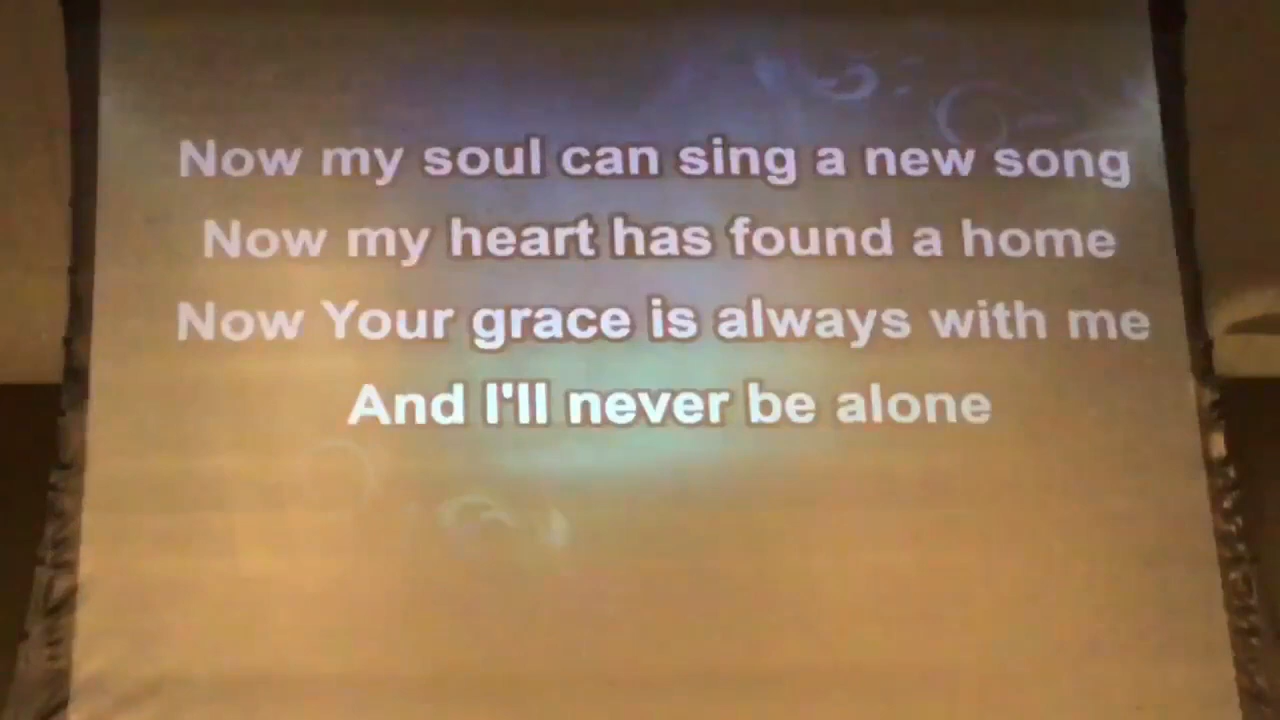 Now my soul can sing a new song
Now my heart has found a home
Now Your grace is always with me
And I'll never be alone